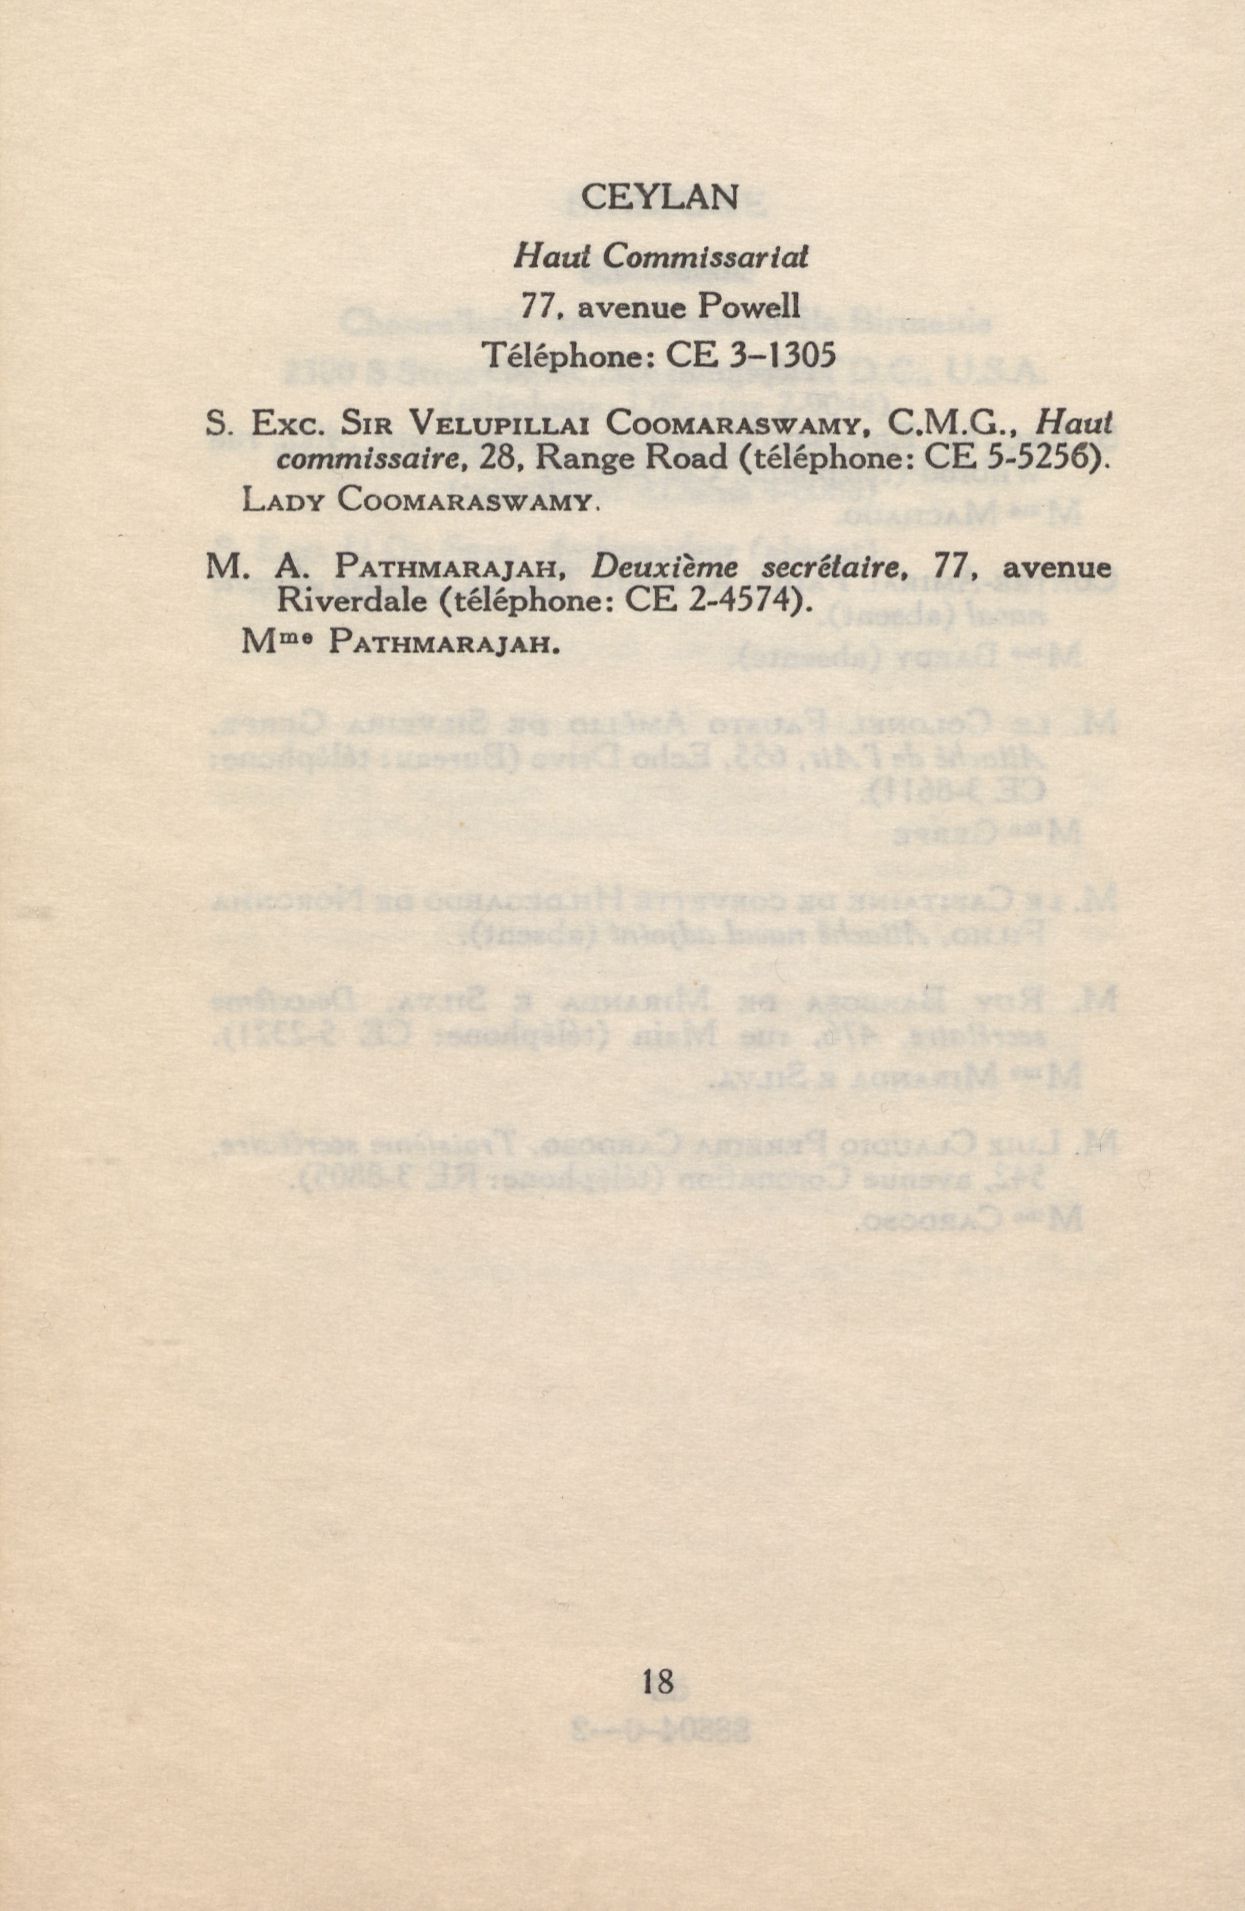 CEYLAN
Haut Commissariat
77, avenue Powell
Téléphone: CE 3–1305
S. Exc. Sir Velupillai Coomaraswamy, C.M.G., Haut
commissaire, 28, Range Road (téléphone: CE 5-5256).
Lady Coomaraswamy.
M. A. Pathmarajah, Deuxième secrétaire, 77, avenue
Riverdale (téléphone: CE 2-4574).
Mme Pathmarajah.
18